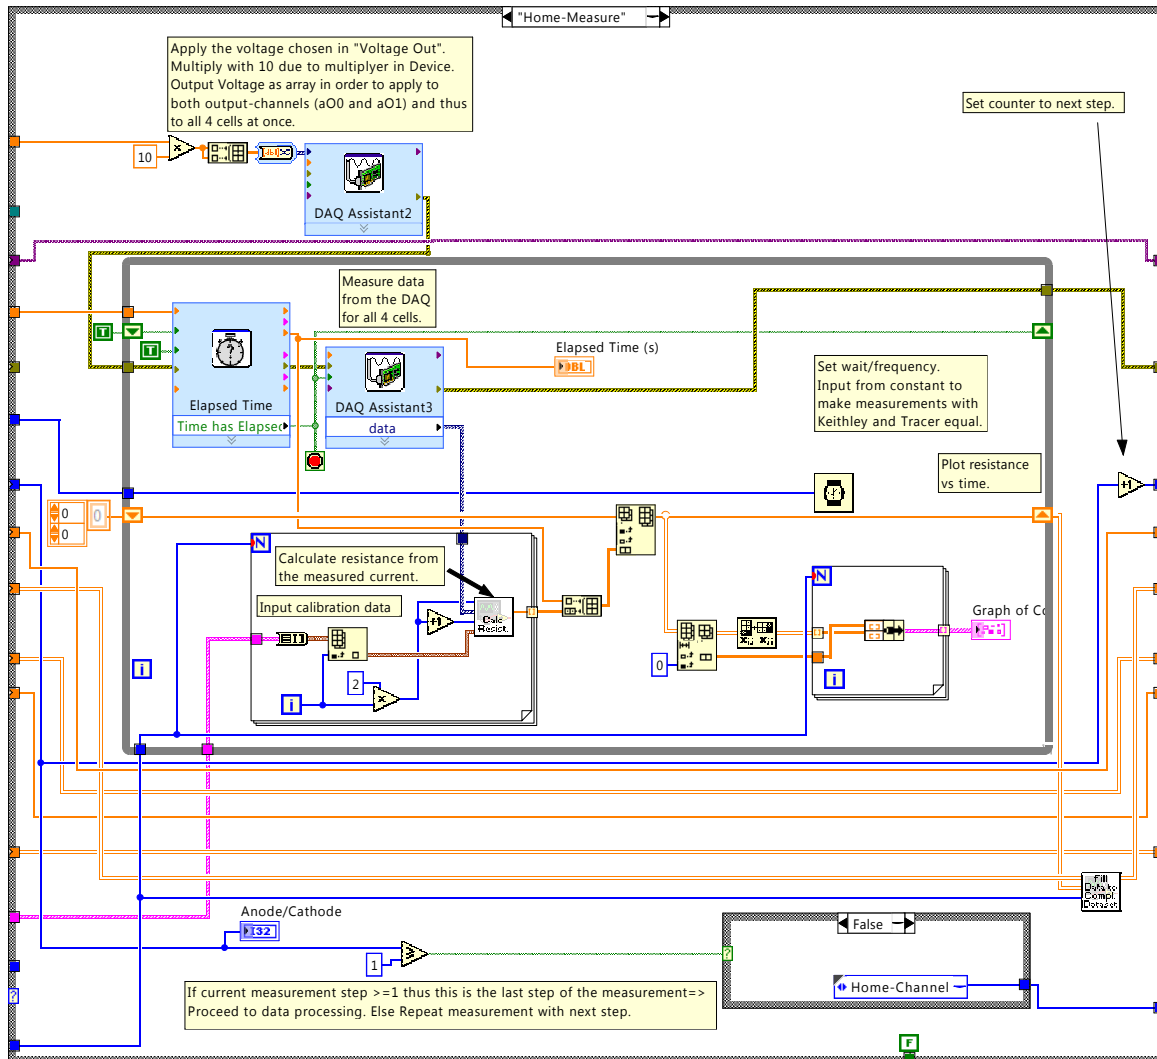 "Home-Measure"
Apply the voltage chosen in "Voltage Out".
Multiply with 10 due to multiplyer in Device.
Output Voltage as array in order to apply to
both output-channels (aO0 and aO1) and thus
to all 4 cells at once.
Set counter to next step.
10
DAQ Assistant2
Measure data
from the DAQ
for all 4 cells.
T
T
Elapsed Time
Time has Elapsed
DAQ Assistant3
data
Elapsed Time (s)
DBL
Set wait/frequency.
Input from constant to
make measurements with
Keithley and Tracer equal.
Plot resistance
vs time.
+1
0
0
0
N
Calculate resistance from
the measured current.
Input calibration data
+1
Calc
Resist.
2
i
i
0
N
i
Graph of Co
Fill
Data to
Compl.
Dataset
Anode/Cathode
I32
1
False
?
Home-Channel
?
If current measurement step >=1 thus this is the last step of the measurement=>
Proceed to data processing. Else Repeat measurement with next step.
F